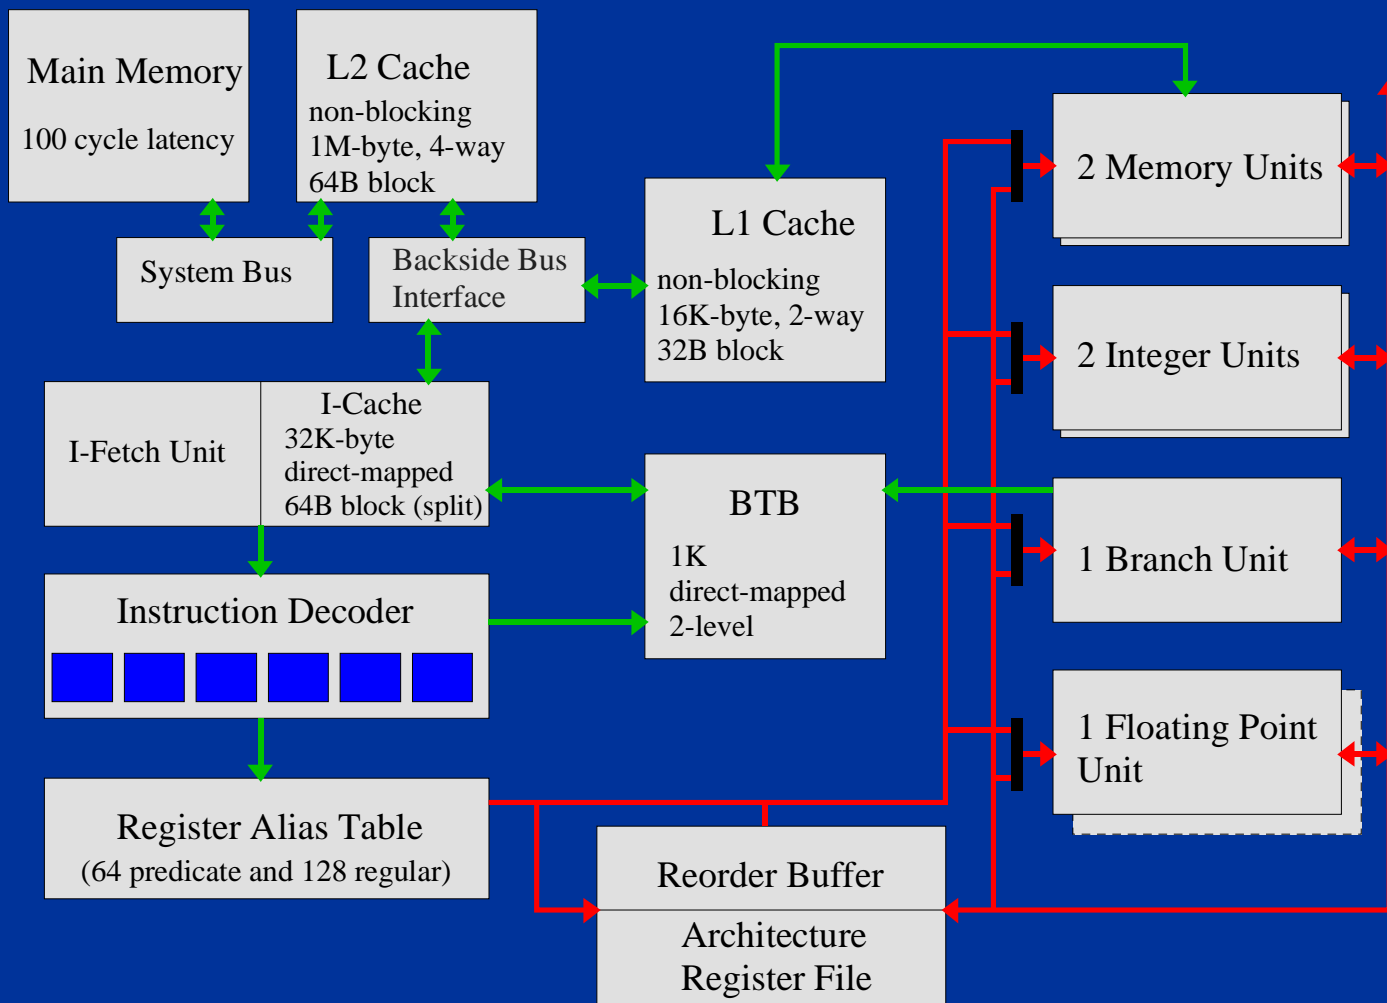 Main Memory
100 cycle latency
L2 Cache
non-blocking
1M-byte, 4-way
64B block
System Bus
Backside Bus
Interface
L1 Cache
non-blocking
16K-byte, 2-way
32B block
2 Memory Units
2 Integer Units
I-Fetch Unit
I-Cache
32K-byte
direct-mapped
64B block (split)
BTB
1K
direct-mapped
2-level
1 Branch Unit
Instruction Decoder
1 Floating Point
Unit
Register Alias Table
(64 predicate and 128 regular)
Reorder Buffer
Architecture
Register File